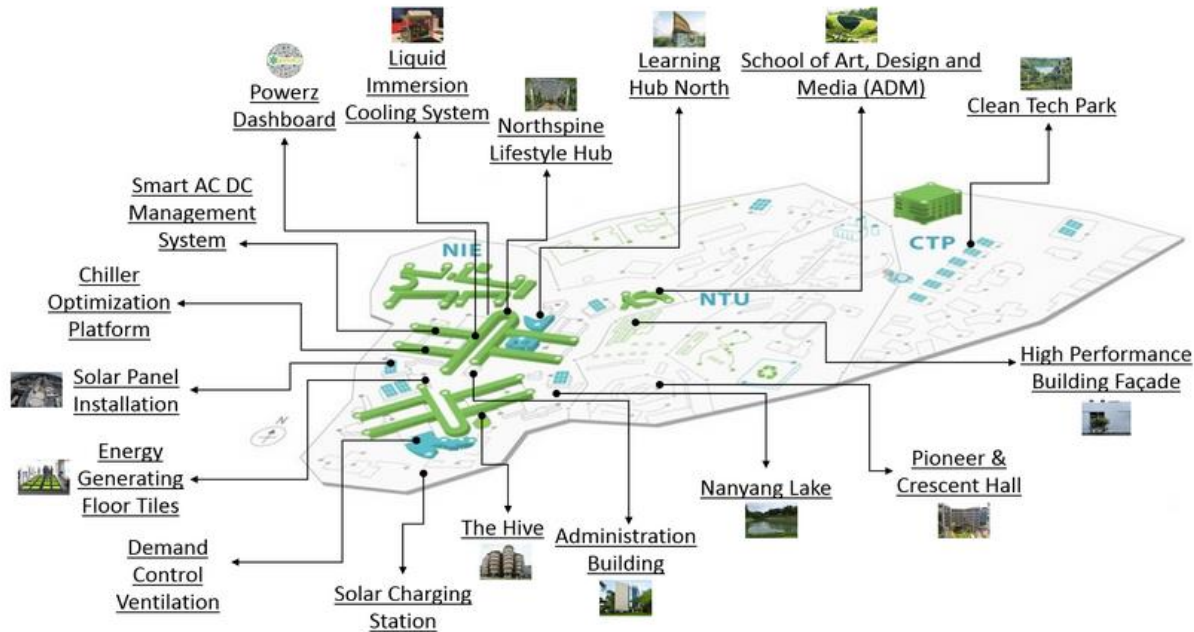 Powerz
Dashboard
Liquid
Immersion
Cooling System
Northspine
Lifestyle Hub
Learning
Hub North
School of Art, Design and
Media (ADM)
Clean Tech Park
Smart AC DC
Management
System
Chiller
Optimization
Platform
Solar Panel
Installation
Energy
Generating
Floor Tiles
Demand
Control
Ventilation
Solar Charging
Station
The Hive
Administration
Building
Nanyang Lake
Pioneer &
Crescent Hall
High Performance
Building Façade
NIE
NTU
CTP
N